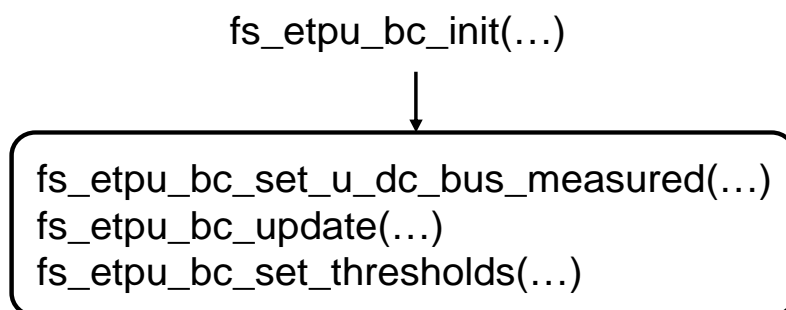 fs_etpu_bc_init(…)
fs_etpu_bc_set_u_dc_bus_measured(…)
fs_etpu_bc_update(…)
fs_etpu_bc_set_thresholds(…)